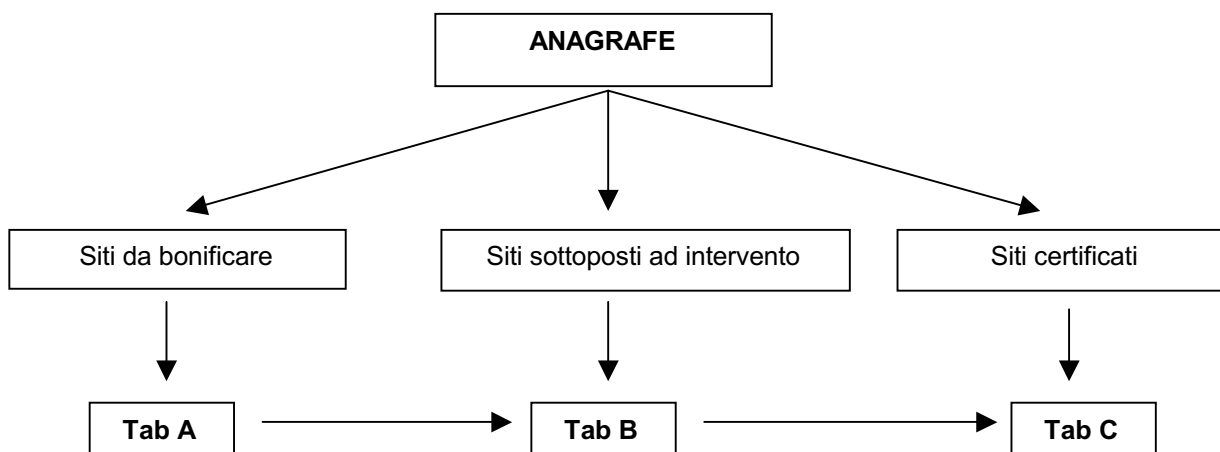 ANAGRAFE
Siti da bonificare
Siti sottoposti ad intervento
Siti certificati
Tab A
Tab B
Tab C